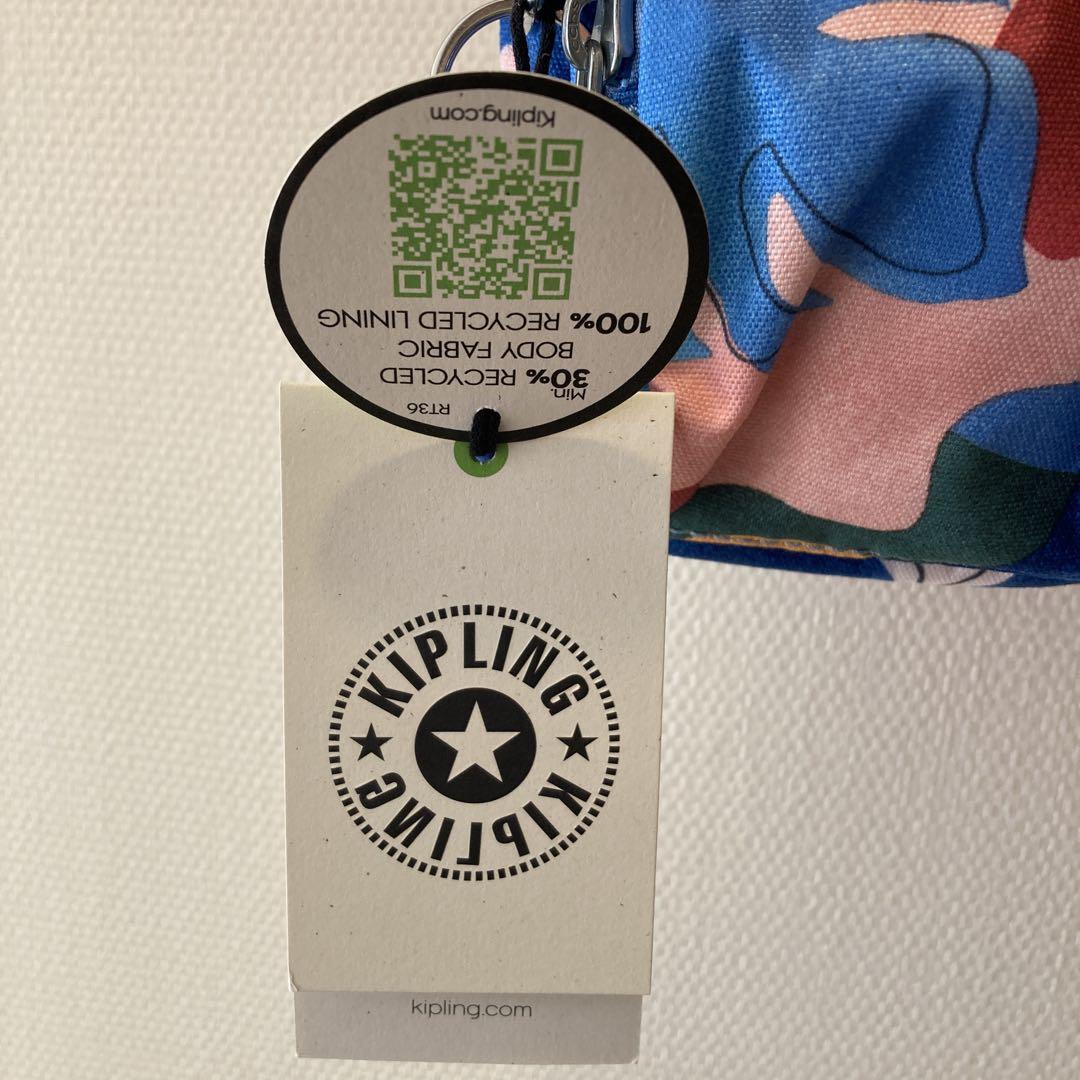 RT36
Min.
30% RECYCLED
BODY FABRIC
100% RECYCLED LINING
Kipling.com
KIPLING
KIPLING
kipling.com